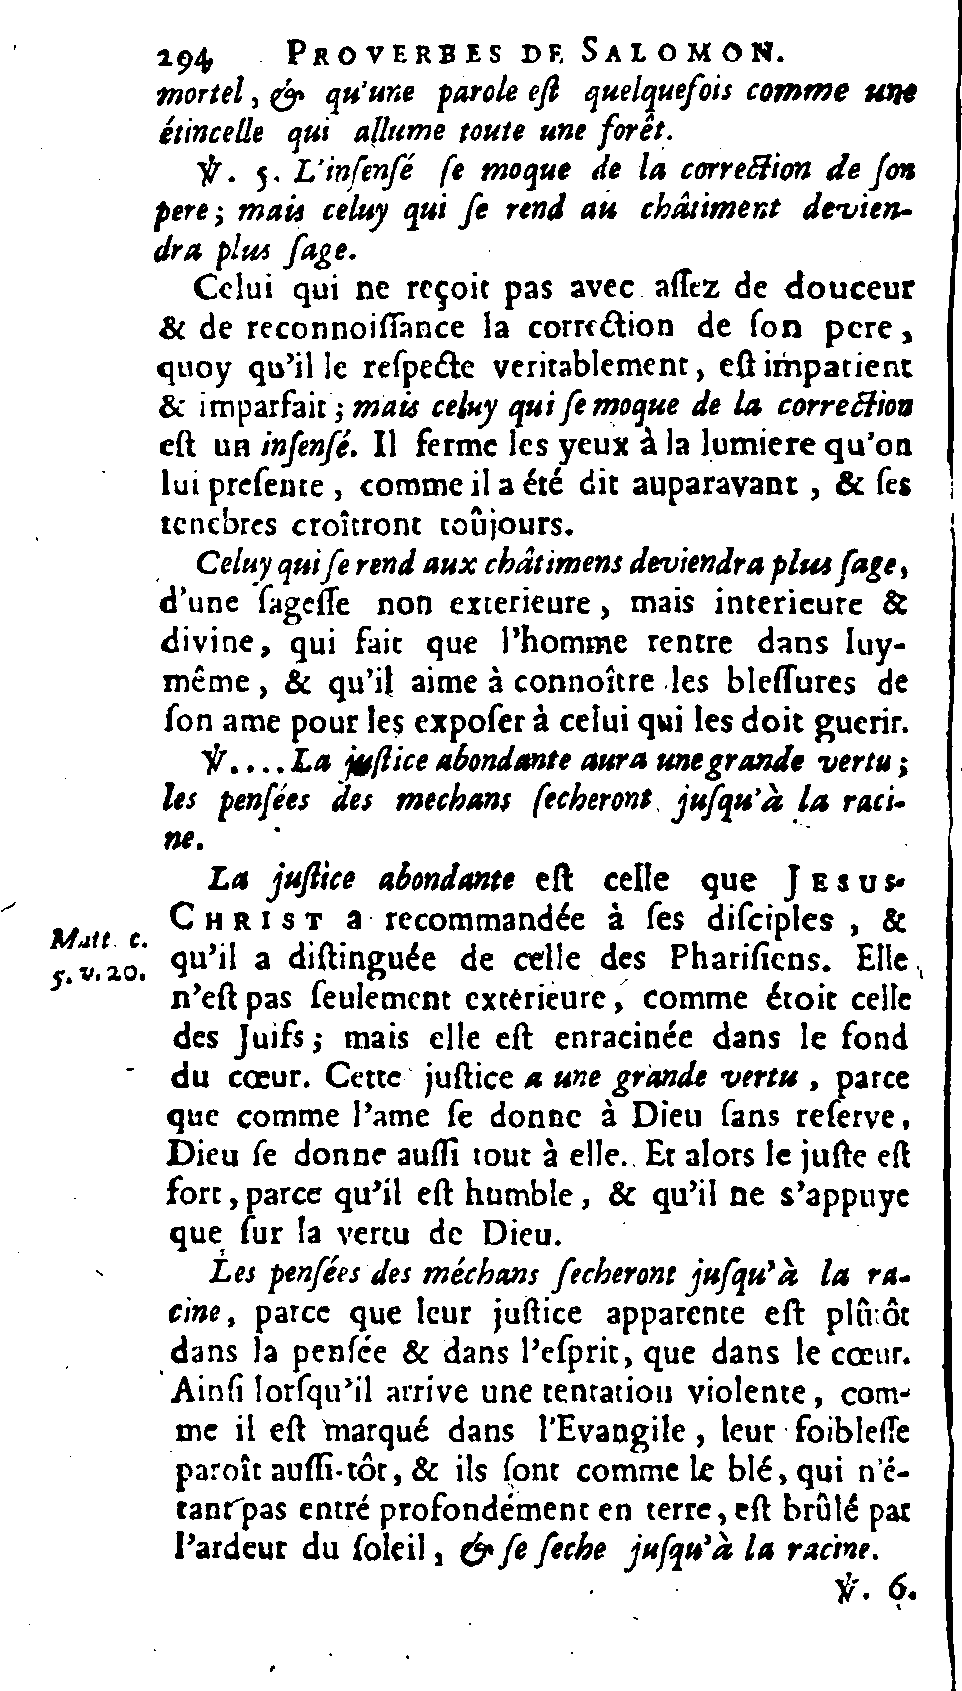 294 PROVERBES DE SALOMON.
mortel, & qu'une parole eſt quelqueſois comme une
étincelle qui allume toute une forêt.
℣. 5. L'inſenſé ſe moque de la correction de ſon
pere; mais celuy qui ſe rend au châtiment devien-
dra plus ſage.
Celui qui ne reçoit pas avec aſſez de douceur
& de reconnoiſſance la correction de ſon pere,
quoy qu'il le reſpecte veritablement, eſt impatient
& imparfait; mais celuy qui ſe moque de la correction
eſt un inſenſé. Il ferme les yeux à la lumiere qu'on
lui preſente, comme il a été dit auparavant, & ſes
tenebres croîtront toûjours.
Celuy qui ſe rend aux châtimens deviendra plus ſage,
d'une ſageſſe non exterieure, mais interieure &
divine, qui fait que l'homme rentre dans luy-
même, & qu'il aime à connoître les bleſſures de
ſon ame pour les expoſer à celui qui les doit guerir.
℣.... La juſtice abondante aura une grande vertu;
les penſées des mechans ſecheront juſqu'à la raci-
ne.
La juſtice abondante eſt celle que JESUS-
CHRIST a recommandée à ſes diſciples, &
Matt. c.
5. v. 20.
qu'il a diſtinguée de celle des Phariſiens. Elle
n'eſt pas ſeulement extérieure, comme étoit celle
des Juifs; mais elle eſt enracinée dans le fond
du cœur. Cette juſtice a une grande vertu, parce
que comme l'ame ſe donne à Dieu ſans reſerve,
Dieu ſe donne auſſi tout à elle. Et alors le juſte eſt
fort, parce qu'il eſt humble, & qu'il ne s'appuye
que ſur la vertu de Dieu.
Les penſées des méchans ſecheront juſqu'à la ra-
cine, parce que leur juſtice apparente eſt plûtôt
dans la penſée & dans l'eſprit, que dans le cœur.
Ainſi lorſqu'il arrive une tentation violente, com-
me il eſt marqué dans l'Evangile, leur foibleſſe
paroît auſſi-tôt, & ils ſont comme le blé, qui n'é-
tant pas entré profondément en terre, eſt brûlé par
l'ardeur du ſoleil, & ſe ſeche juſqu'à la racine.
℣. 6.